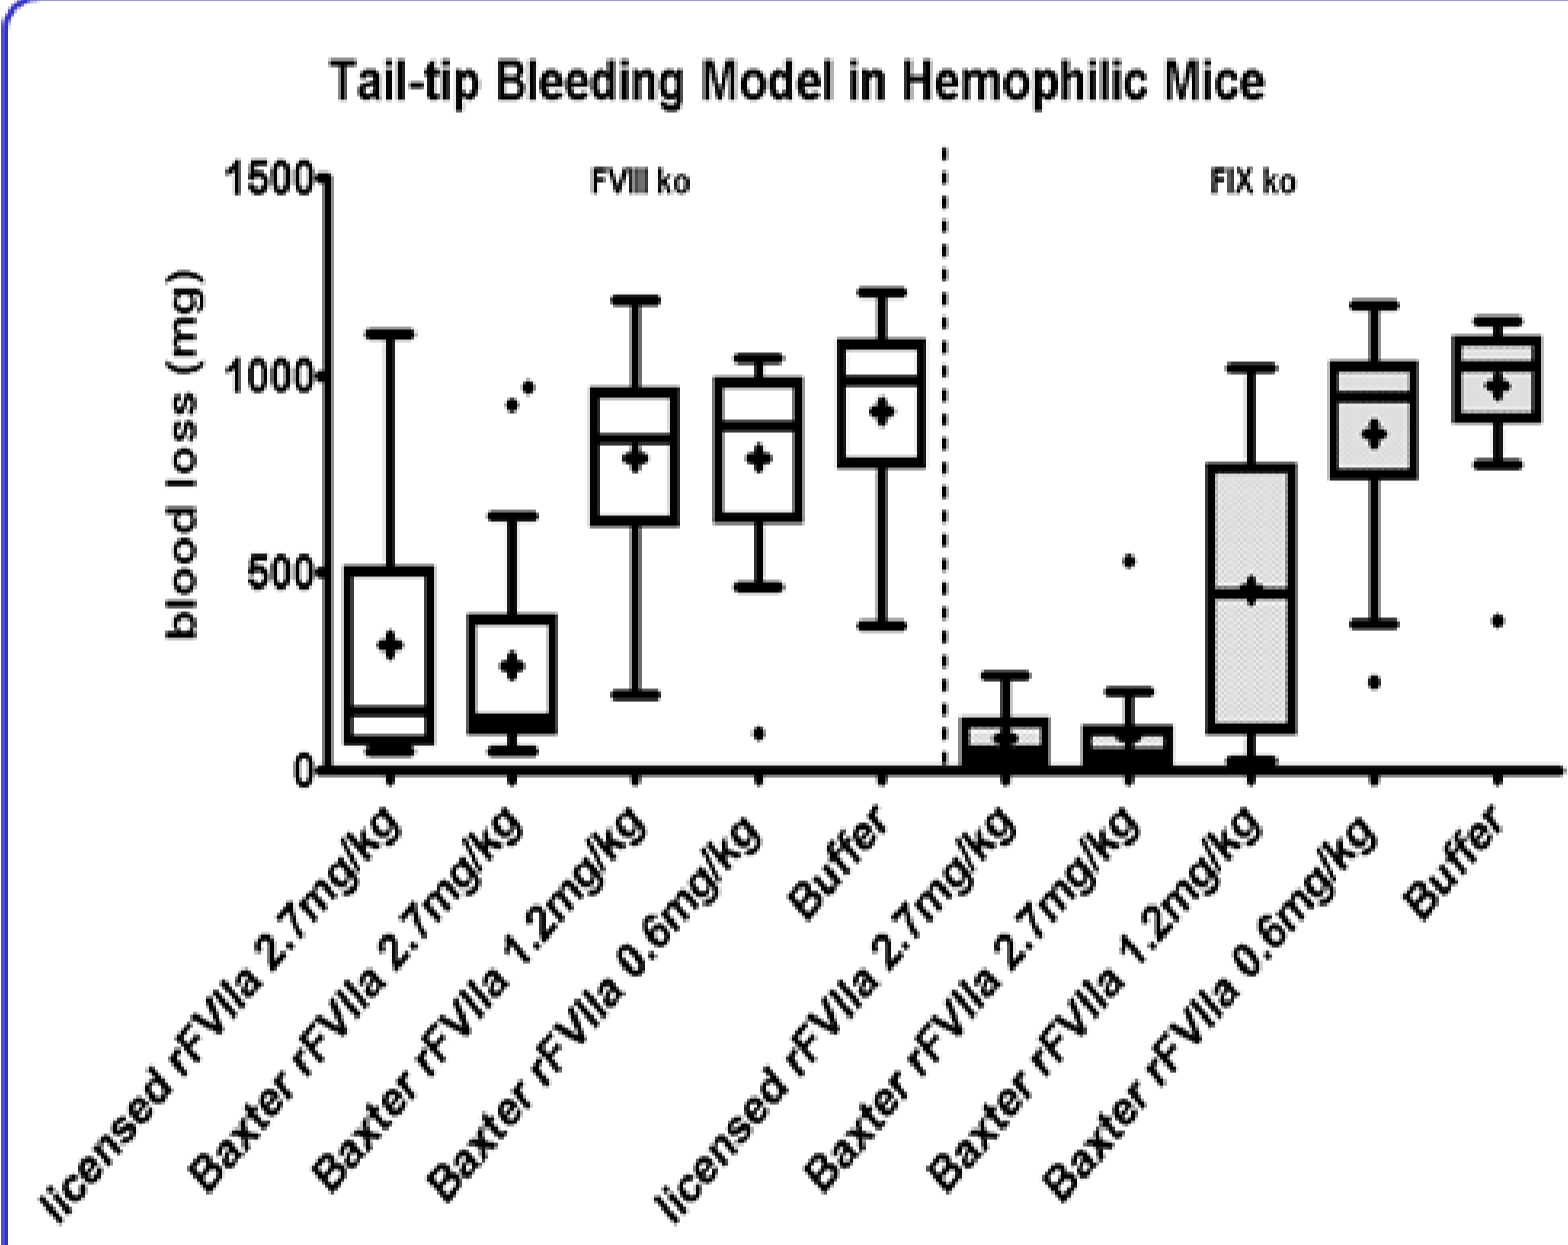 Tail-tip Bleeding Model in Hemophilic Mice
FVIII ko
FIX ko
blood loss (mg)
1500
1000
500
0
licensed rFVIIa 2.7mg/kg
Baxter rFVIIa 2.7mg/kg
Baxter rFVIIa 1.2mg/kg
Baxter rFVIIa 0.6mg/kg
Buffer
licensed rFVIIa 2.7mg/kg
Baxter rFVIIa 2.7mg/kg
Baxter rFVIIa 1.2mg/kg
Baxter rFVIIa 0.6mg/kg
Buffer